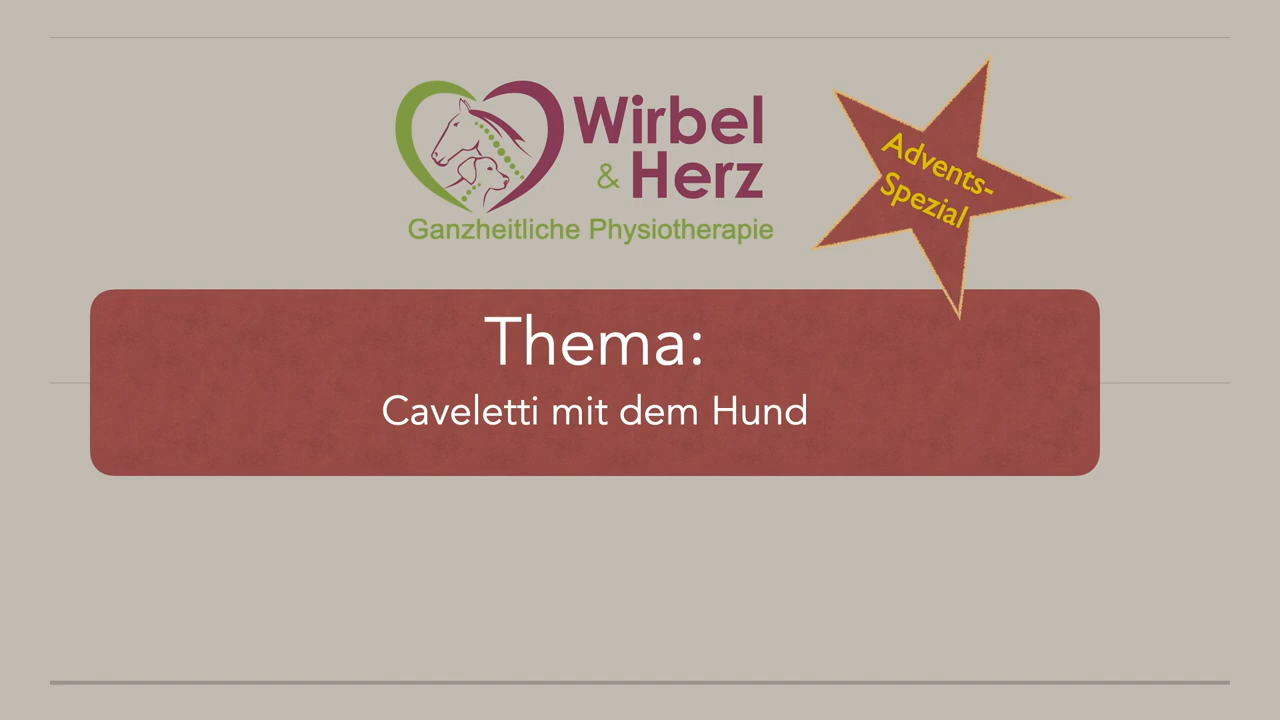 Wirbel
& Herz
Ganzheitliche Physiotherapie
Advents-
Spezial
Thema:
Caveletti mit dem Hund